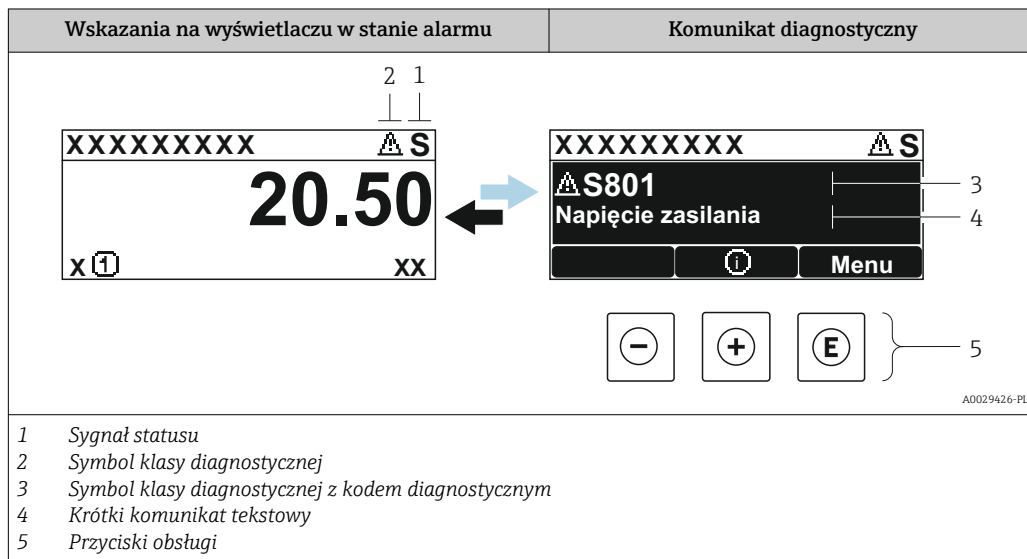 Wskazania na wyświetlaczu w stanie alarmu
Komunikat diagnostyczny
2 1
XXXXXXXXX S
20.50
X 1 XX
XXXXXXXXX S
S801
Napięcie zasilania
i Menu
3
4
− + E
5
A0029426-PL
1 Sygnał statusu
2 Symbol klasy diagnostycznej
3 Symbol klasy diagnostycznej z kodem diagnostycznym
4 Krótki komunikat tekstowy
5 Przyciski obsługi